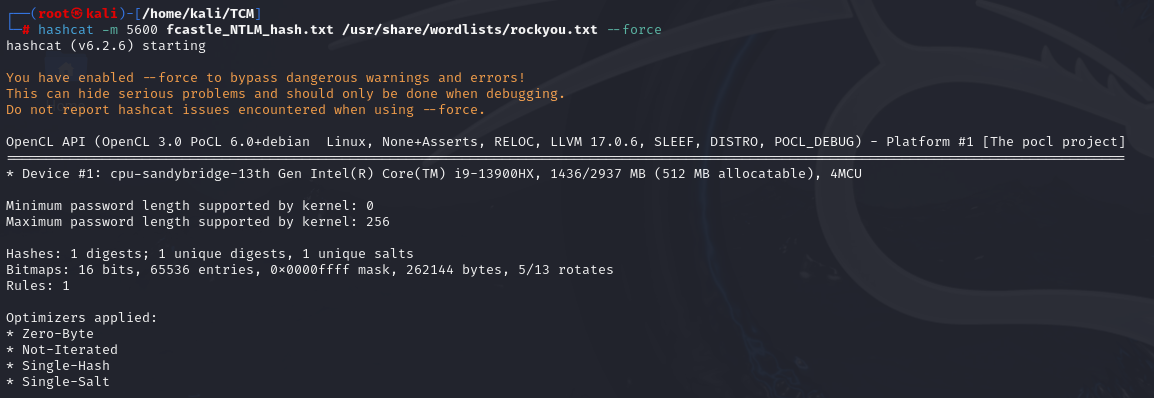 ┌──(root㉿kali)-[/home/kali/TCM]
└─# hashcat -m 5600 fcastle_NTLM_hash.txt /usr/share/wordlists/rockyou.txt --force
hashcat (v6.2.6) starting
You have enabled --force to bypass dangerous warnings and errors!
This can hide serious problems and should only be done when debugging.
Do not report hashcat issues encountered when using --force.
OpenCL API (OpenCL 3.0 PoCL 6.0+debian  Linux, None+Asserts, RELOC, LLVM 17.0.6, SLEEF, DISTRO, POCL_DEBUG) - Platform #1 [The pocl project]
============================================================================================================================================
* Device #1: cpu-sandybridge-13th Gen Intel(R) Core(TM) i9-13900HX, 1436/2937 MB (512 MB allocatable), 4MCU
Minimum password length supported by kernel: 0
Maximum password length supported by kernel: 256
Hashes: 1 digests; 1 unique digests, 1 unique salts
Bitmaps: 16 bits, 65536 entries, 0x0000ffff mask, 262144 bytes, 5/13 rotates
Rules: 1
Optimizers applied:
* Zero-Byte
* Not-Iterated
* Single-Hash
* Single-Salt